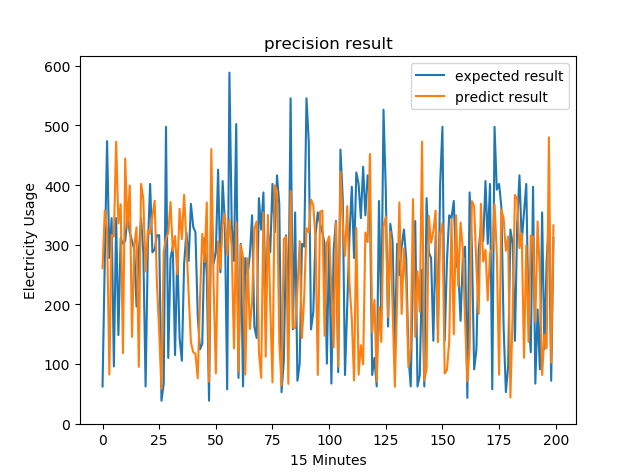 precision result
expected result
predict result
600
500
400
300
200
100
0
Electricity Usage
0 25 50 75 100 125 150 175 200
15 Minutes